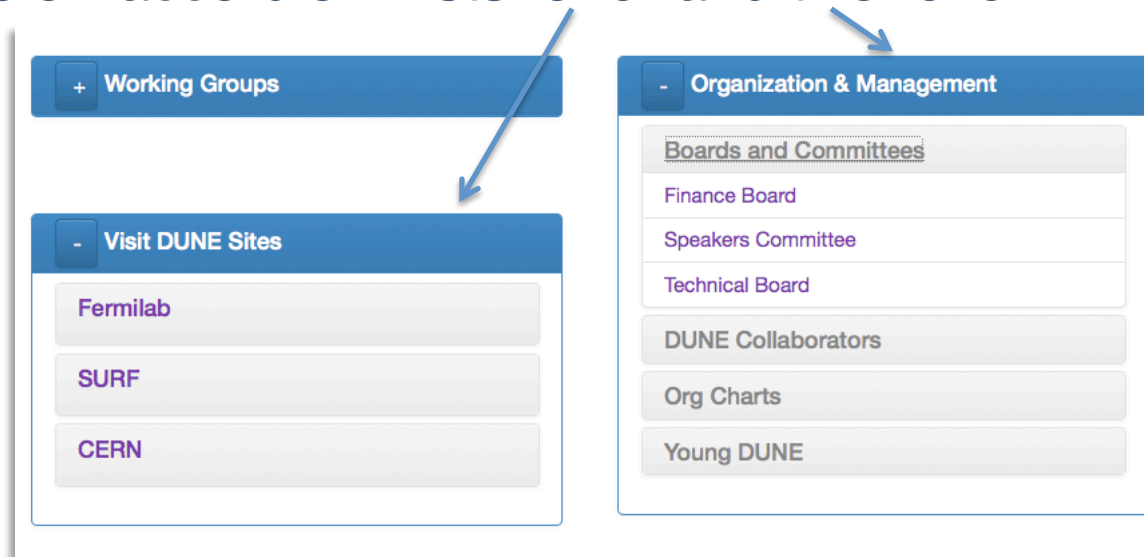 + Working Groups
- Visit DUNE Sites
Fermilab
SURF
CERN
- Organization & Management
Boards and Committees
Finance Board
Speakers Committee
Technical Board
DUNE Collaborators
Org Charts
Young DUNE